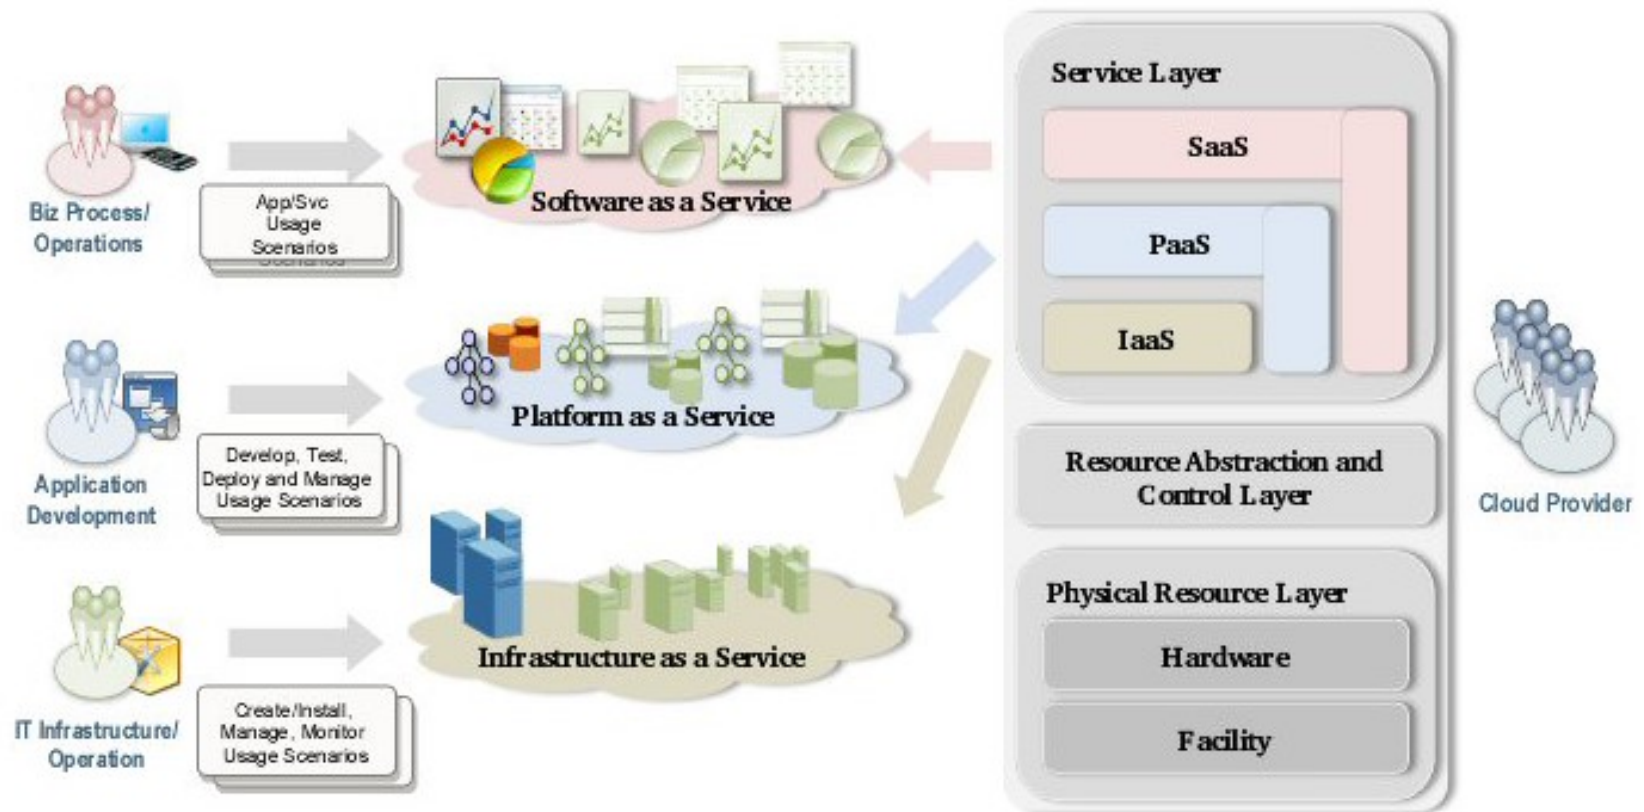 Biz Process/
Operations
App/Svc
Usage
Scenarios
Scenarios
Software as a Service
Application
Development
Develop, Test,
Deploy and Manage
Usage Scenarios
Platform as a Service
IT Infrastructure/
Operation
Create/Install,
Manage, Monitor
Usage Scenarios
Infrastructure as a Service
Service Layer
SaaS
PaaS
IaaS
Resource Abstraction and
Control Layer
Physical Resource Layer
Hardware
Facility
Cloud Provider